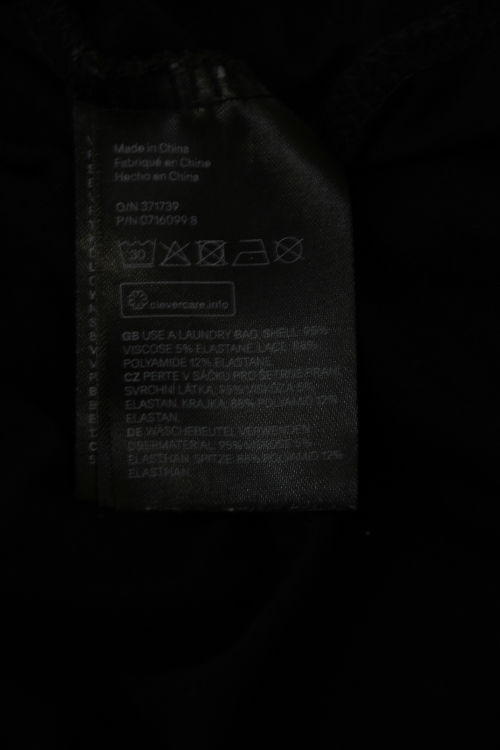 Made in China
Fabriqué en Chine
Hecho en China
O/N 371739
P/N 0716099 8
30
clevercare.info
GB USE A LAUNDRY BAG. SHELL: 95%
VISCOSE 5% ELASTANE. LACE: 88%
POLYAMIDE 12% ELASTANE
CZ PERTE V SÁČKU PRO ŠETRNÉ PRANÍ.
SVRCHNÍ LÁTKA: 95% VISKÓZA 5%
ELASTAN. KRAJKA: 88% POLYAMID 12%
ELASTAN.
DE WÄSCHEBEUTEL VERWENDEN
OBERMATERIAL: 95% VISKOSE 5%
ELASTHAN. SPITZE: 88% POLYAMID 12%
ELASTHAN.